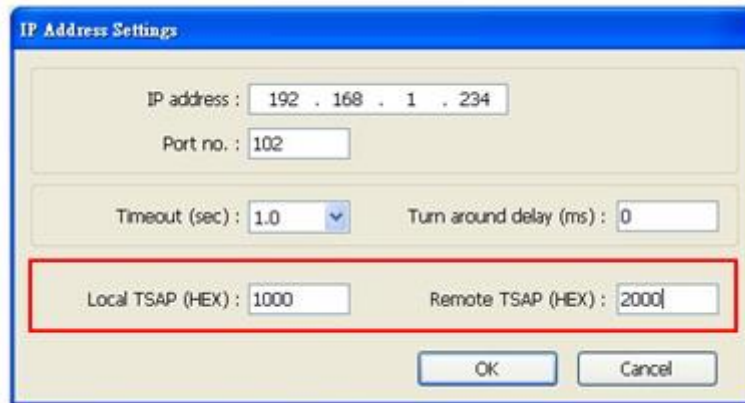 IP Address Settings
IP address : 192 . 168 . 1 . 234
Port no. : 102
Timeout (sec) : 1.0 Turn around delay (ms) : 0
Local TSAP (HEX) : 1000 Remote TSAP (HEX) : 2000
OK Cancel